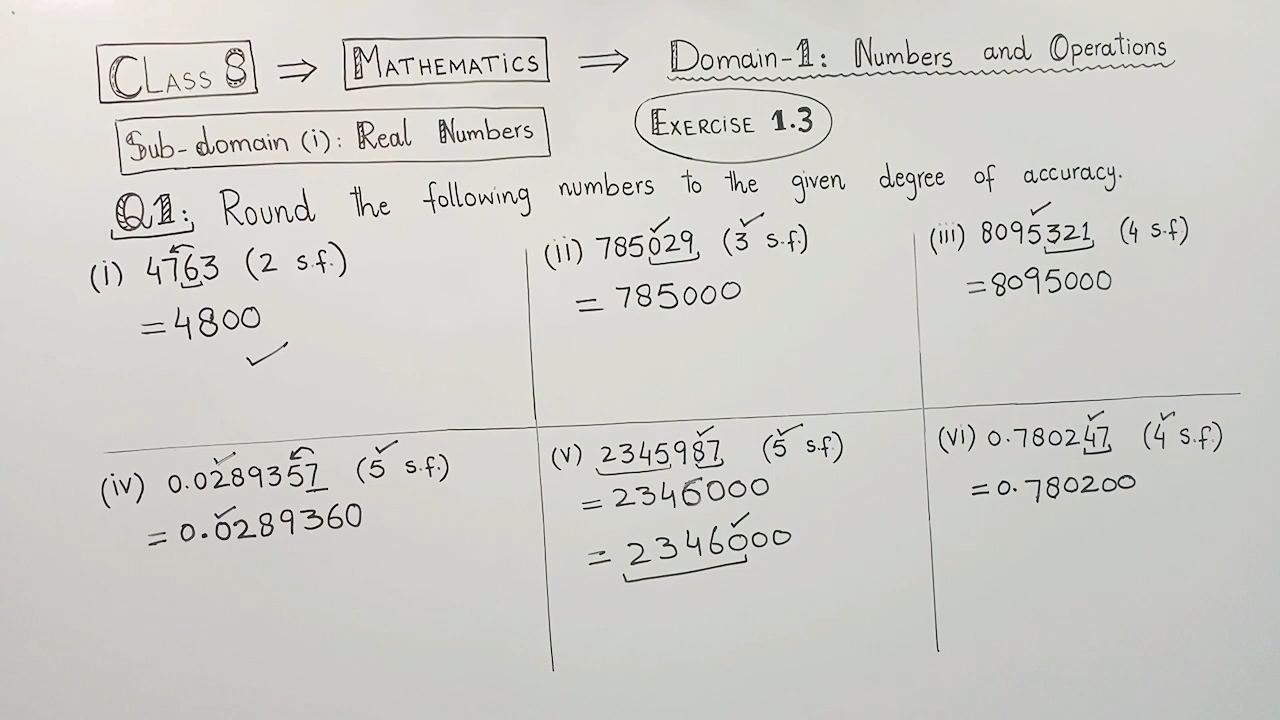 CLASS 8 ⇒ MATHEMATICS ⇒ Domain-1: Numbers and Operations
Sub-domain (i): Real Numbers
EXERCISE 1.3
Q1: Round the following numbers to the given degree of accuracy.
(i) 4763 (2 s.f.)
= 4800
(ii) 785029 (3 s.f.)
= 785000
(iii) 8095321 (4 s.f)
= 8095000
(iv) 0.0289357 (5 s.f.)
= 0.0289360
(v) 2345987 (5 s.f)
= 2346000
= 2346000
(vi) 0.780247 (4 s.f)
= 0.780200